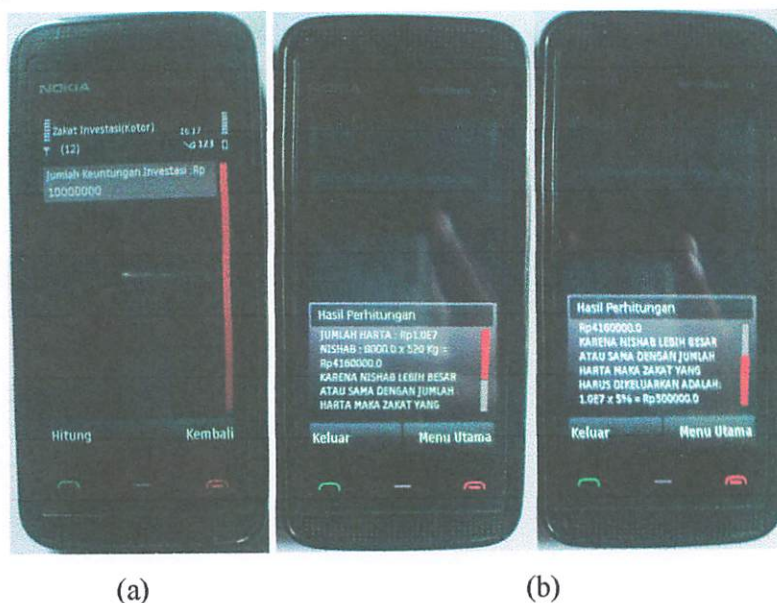 NOKIA
Zakat Investasi(Kotor) 16:17
(12) 123
Jumlah Keuntungan Investasi :Rp
10000000
Hitung Kembali
Hasil Perhitungan
JUMLAH HARTA : Rp1.0E7
NISHAB : 8000.0 x 520 Kg =
Rp4160000.0
KARENA NISHAB LEBIH BESAR
ATAU SAMA DENGAN JUMLAH
HARTA MAKA ZAKAT YANG
Keluar Menu Utama
Hasil Perhitungan
Rp4160000.0
KARENA NISHAB LEBIH BESAR
ATAU SAMA DENGAN JUMLAH
HARTA MAKA ZAKAT YANG
HARUS DIKELUARKAN ADALAH:
1.0E7 x 5% = Rp500000.0
Keluar Menu Utama
(a) (b)